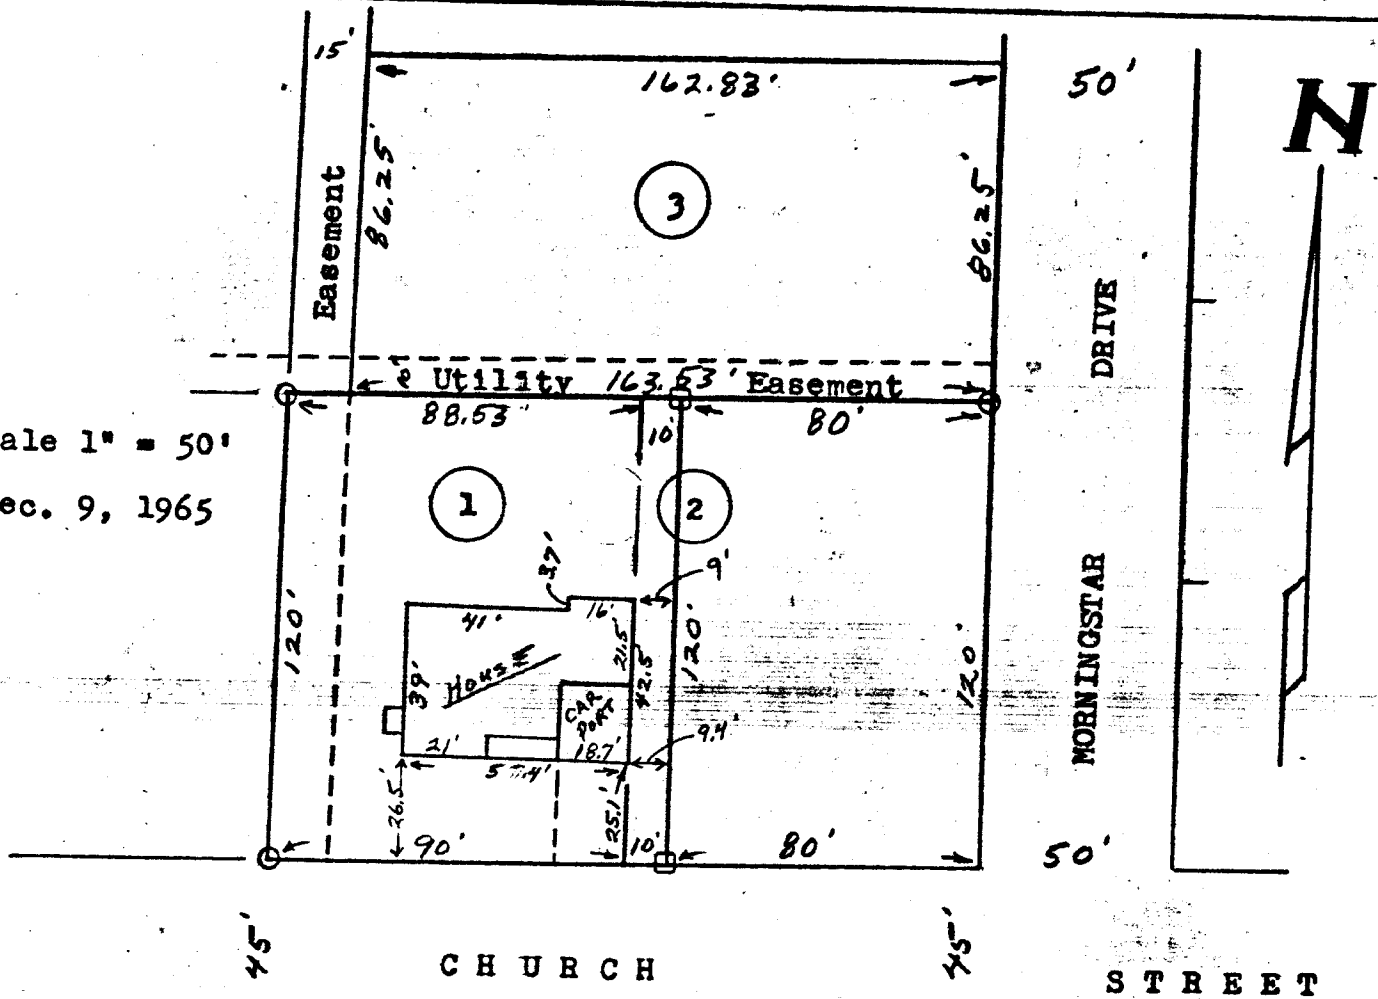 15'
162.83'
50'
N
86.25'
Easement
3
86.25'
DRIVE
8'
Utility 163.53' Easement
88.53'
10'
80'
ale 1" = 50'
ec. 9, 1965
1
2
3.7'
9'
41'
16'
120'
39'
House
21.5'
42.5
120'
120'
MORNINGSTAR
CAR
PORT
18.7'
21'
9.4'
26.5'
25.1'
90'
10'
80'
50'
45'
45'
CHURCH
STREET